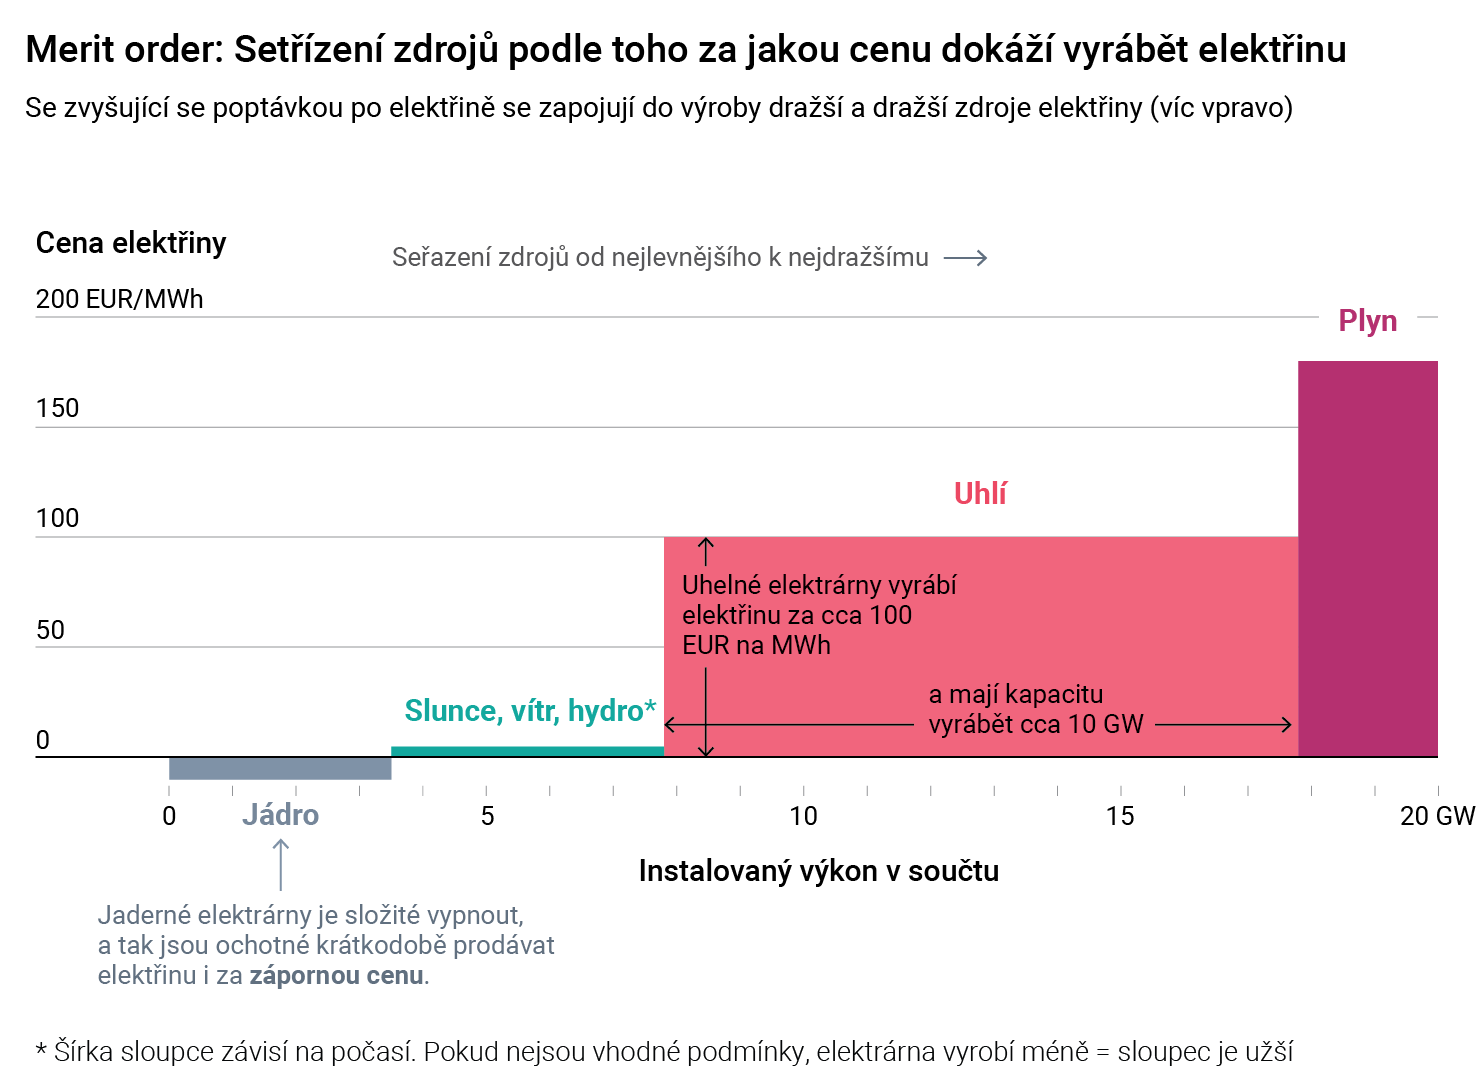 Merit order: Setřízení zdrojů podle toho za jakou cenu dokáží vyrábět elektřinu
Se zvyšující se poptávkou po elektřině se zapojují do výroby dražší a dražší zdroje elektřiny (víc vpravo)
Cena elektřiny
Seřazení zdrojů od nejlevnějšího k nejdražšímu
200 EUR/MWh
Plyn
150
Uhlí
100
Uhelné elektrárny vyrábí
elektřinu za cca 100
EUR na MWh
50
a mají kapacitu
vyrábět cca 10 GW
Slunce, vítr, hydro*
0
0
Jádro
5
10
15
20 GW
Instalovaný výkon v součtu
Jaderné elektrárny je složité vypnout,
a tak jsou ochotné krátkodobě prodávat
elektřinu i za zápornou cenu.
* Šírka sloupce závisí na počasí. Pokud nejsou vhodné podmínky, elektrárna vyrobí méně = sloupec je užší